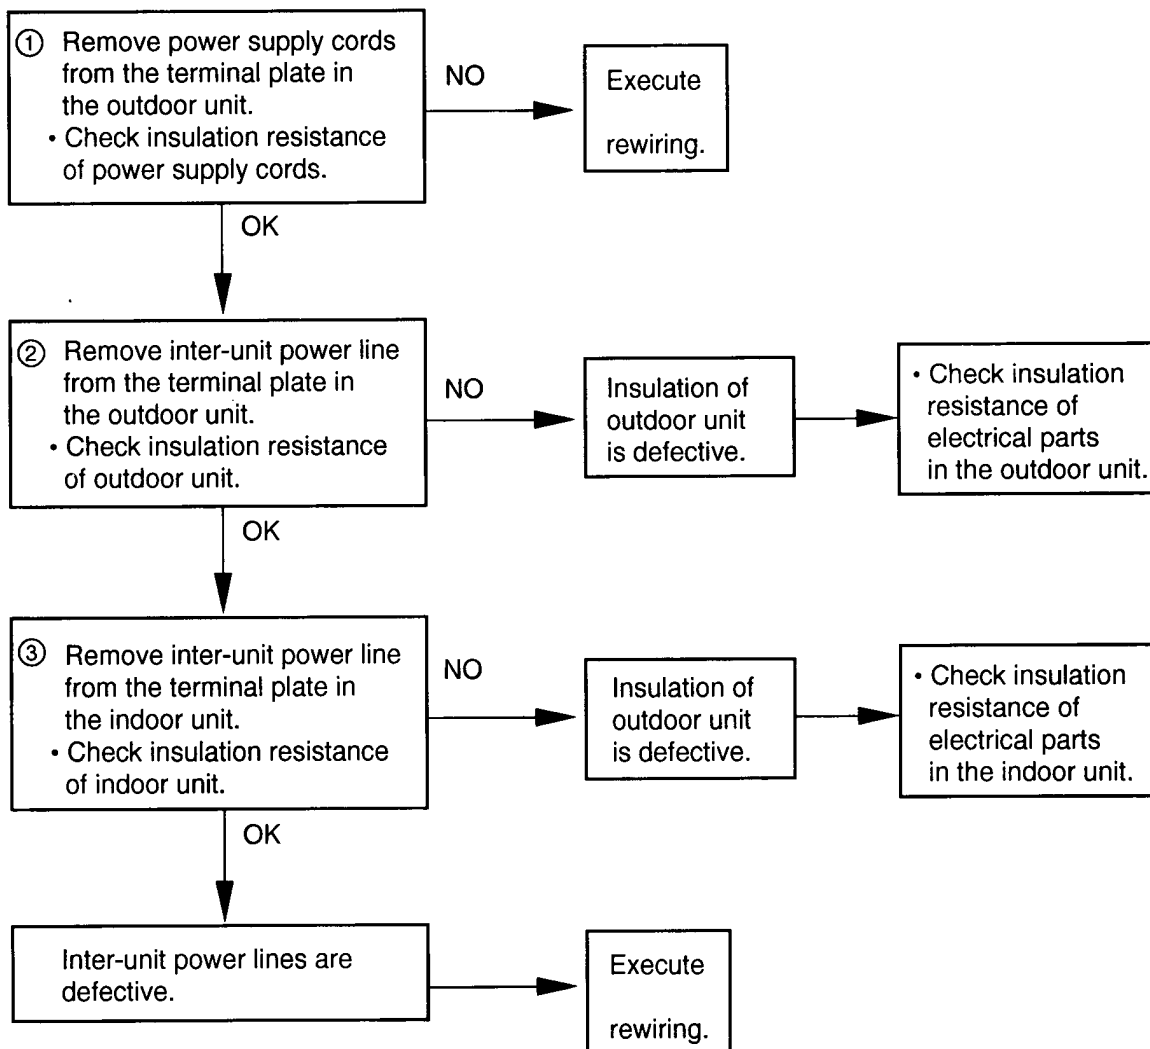 ① Remove power supply cords
from the terminal plate in
the outdoor unit.
• Check insulation resistance
of power supply cords.
NO
Execute
rewiring.
OK
② Remove inter-unit power line
from the terminal plate in
the outdoor unit.
• Check insulation resistance
of outdoor unit.
NO
Insulation of
outdoor unit
is defective.
• Check insulation
resistance of
electrical parts
in the outdoor unit.
OK
③ Remove inter-unit power line
from the terminal plate in
the indoor unit.
• Check insulation resistance
of indoor unit.
NO
Insulation of
outdoor unit
is defective.
• Check insulation
resistance of
electrical parts
in the indoor unit.
OK
Inter-unit power lines are
defective.
Execute
rewiring.